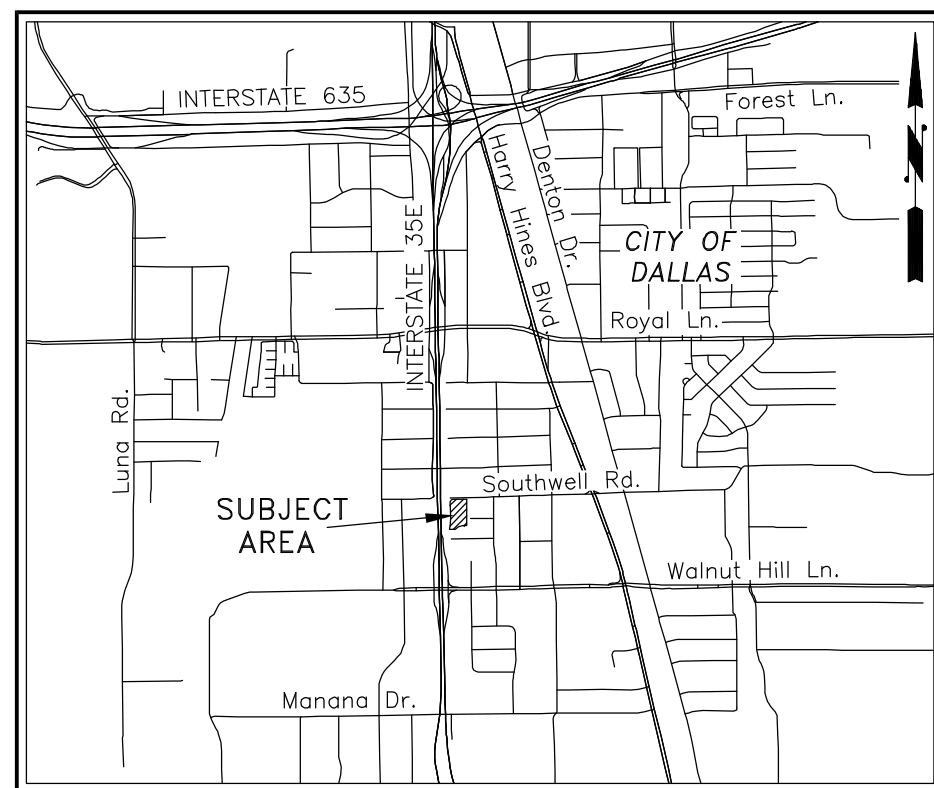 INTERSTATE 635
Forest Ln.
N
Harry Hines Blvd.
Denton Dr.
INTERSTATE 35E
CITY OF
DALLAS
Royal Ln.
Luna Rd.
Southwell Rd.
SUBJECT
AREA
Walnut Hill Ln.
Manana Dr.